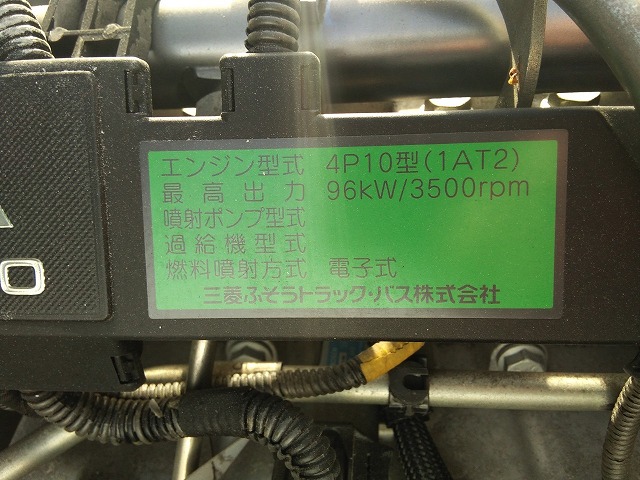 エンジン型式 4P10型(1AT2)
最高出力 96kW/3500rpm
噴射ポンプ型式
過給機型式
燃料噴射方式 電子式
三菱ふそうトラック・バス株式会社